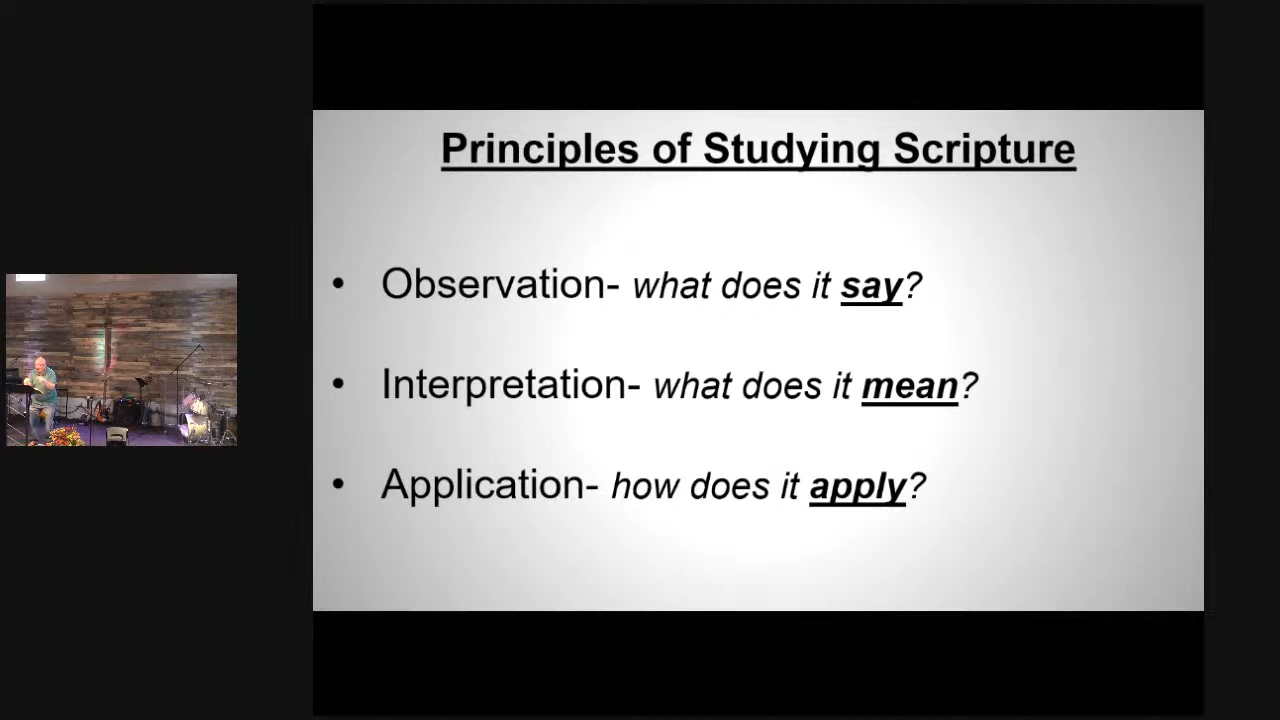 Principles of Studying Scripture
• Observation- what does it say?
• Interpretation- what does it mean?
• Application- how does it apply?